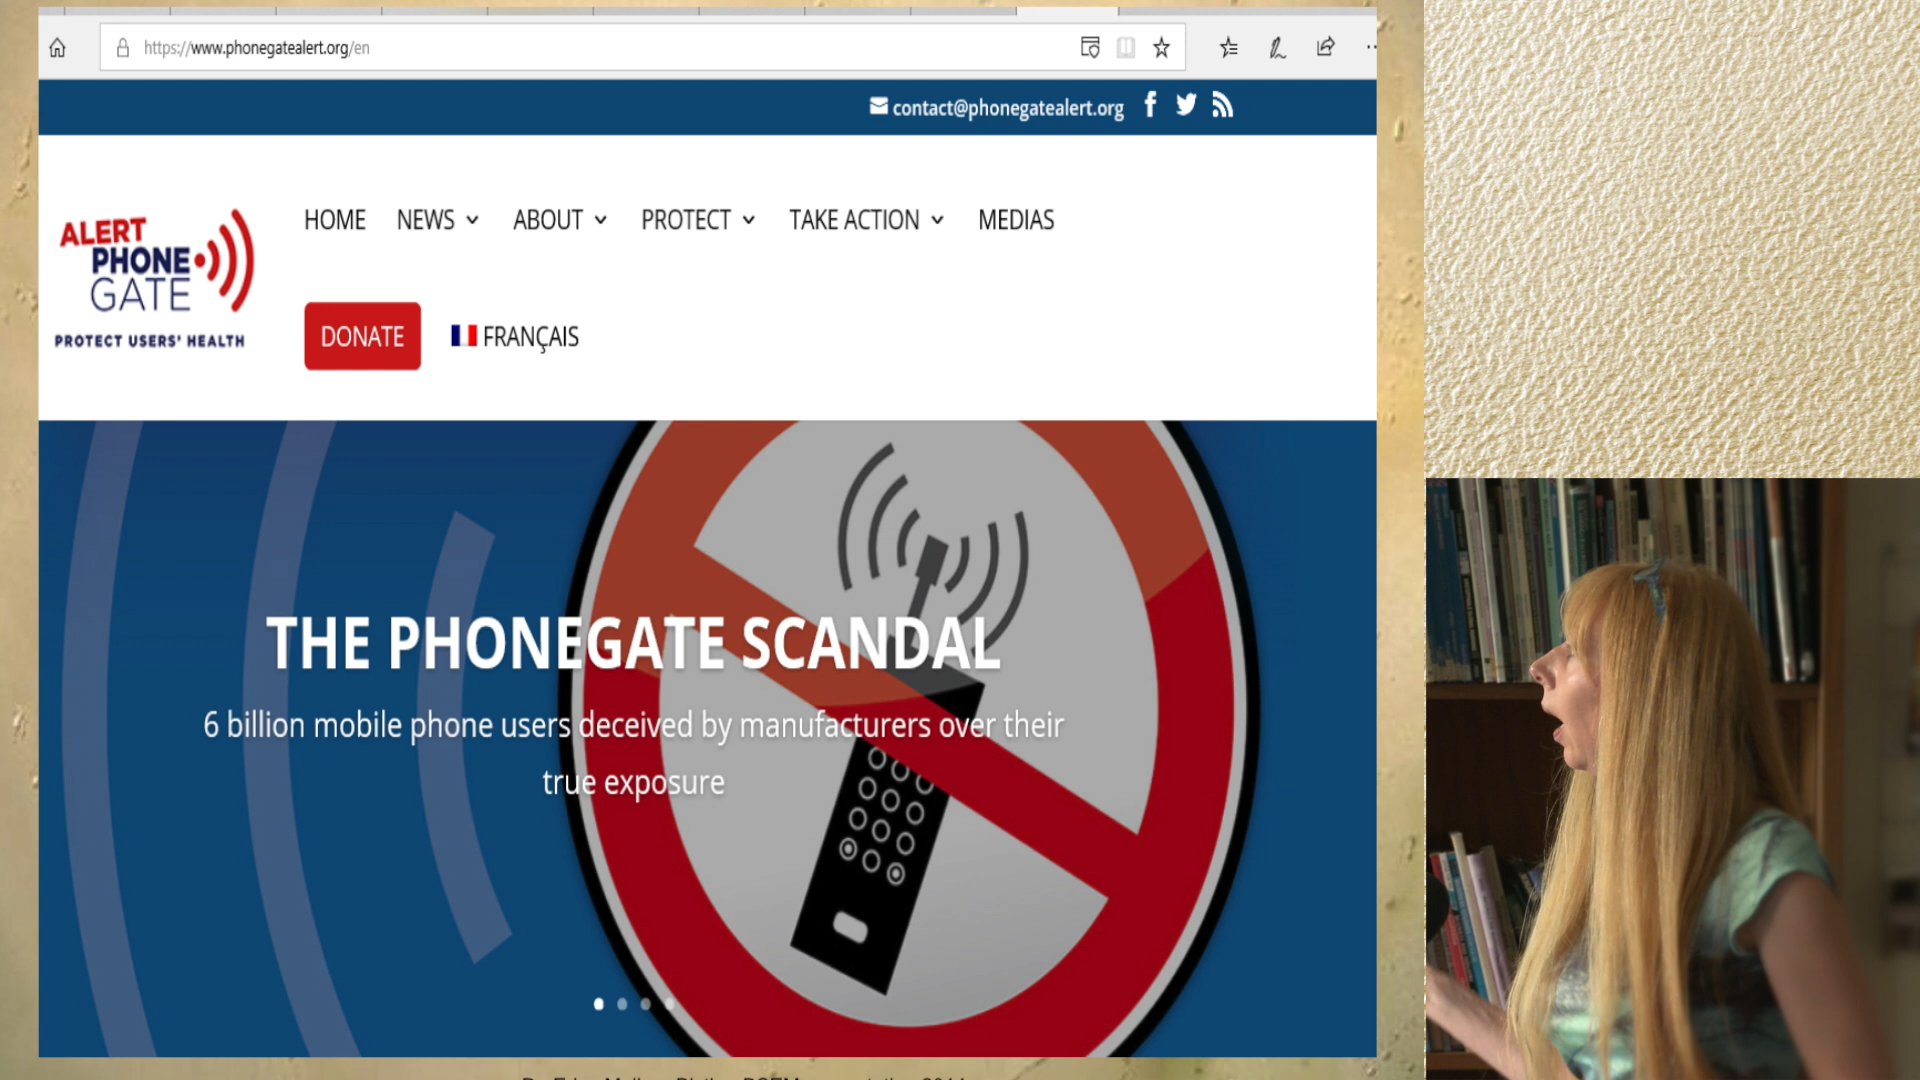 https://www.phonegatealert.org/en
contact@phonegatealert.org
HOME NEWS ABOUT PROTECT TAKE ACTION MEDIAS
ALERT
PHONE
GATE
PROTECT USERS' HEALTH
DONATE FRANÇAIS
THE PHONEGATE SCANDAL
6 billion mobile phone users deceived by manufacturers over their
true exposure